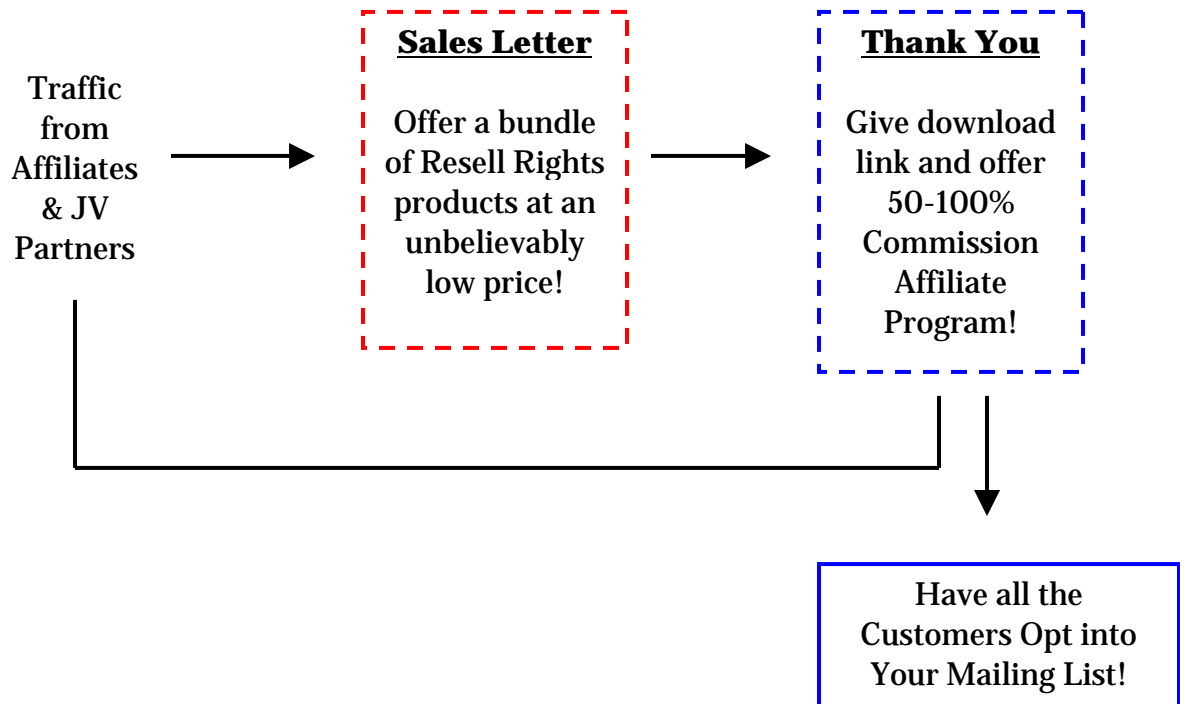 Traffic
from
Affiliates
& JV
Partners
Sales Letter
Offer a bundle
of Resell Rights
products at an
unbelievably
low price!
Thank You
Give download
link and offer
50-100%
Commission
Affiliate
Program!
Have all the
Customers Opt into
Your Mailing List!